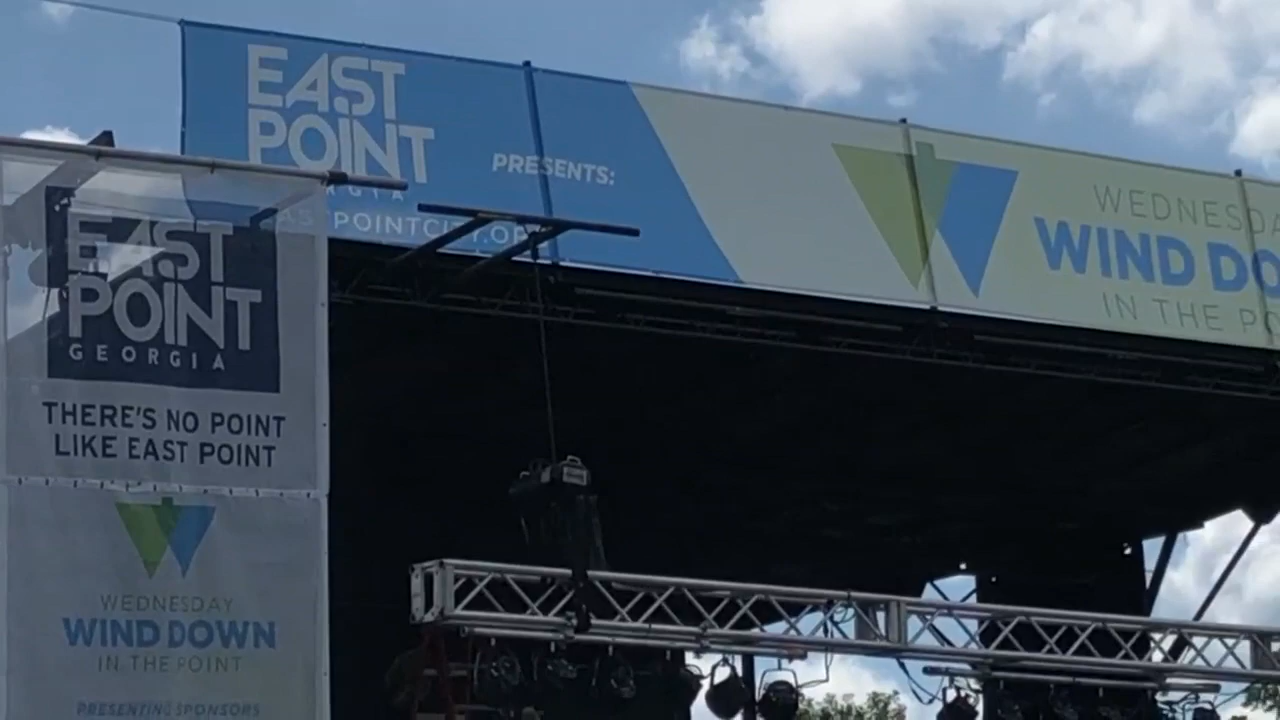 EAST
POINT
PRESENTS:
WEDNESDA
WIND DO
IN THE PO
EAST
POINT
GEORGIA
THERE'S NO POINT
LIKE EAST POINT
WEDNESDAY
WIND DOWN
IN THE POINT
PRESENTING SPONSORS